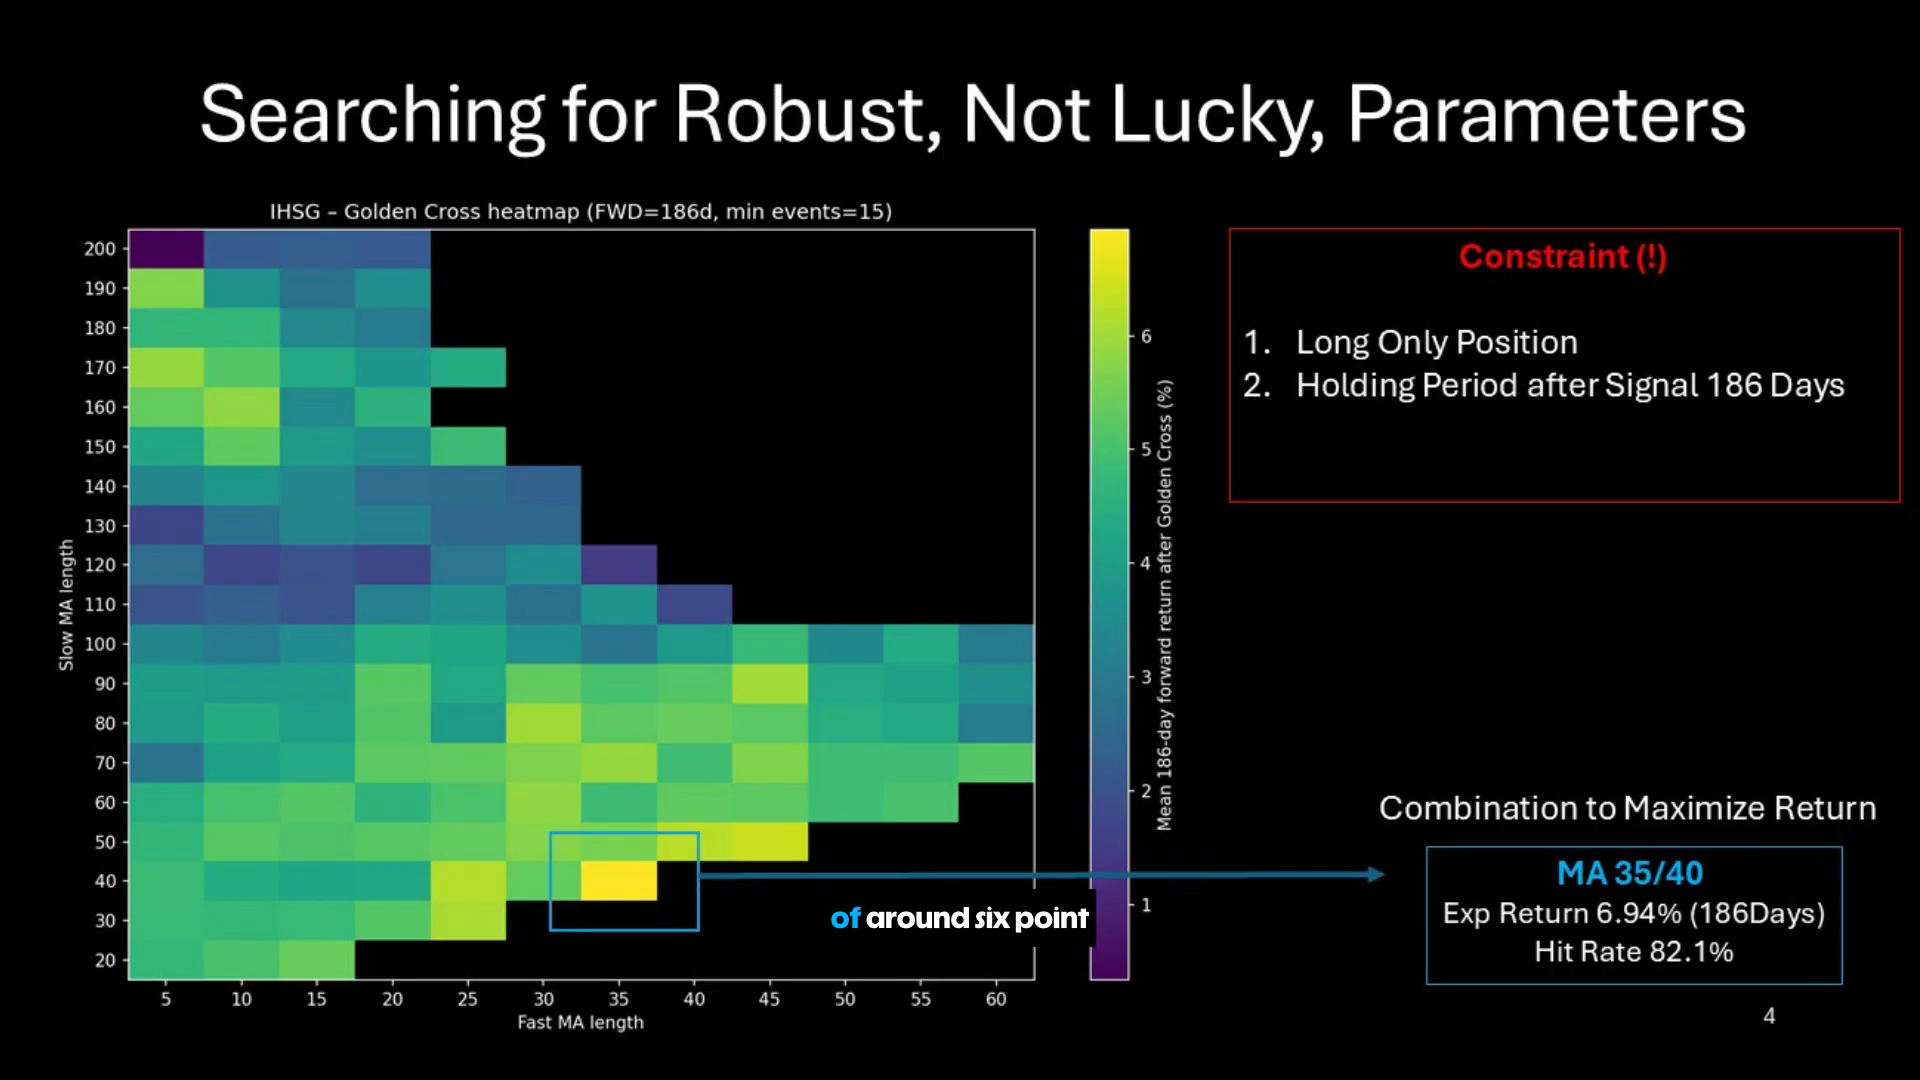 Searching for Robust, Not Lucky, Parameters
IHSG – Golden Cross heatmap (FWD=186d, min events=15)
Slow MA length
200
190
180
170
160
150
140
130
120
110
100
90
80
70
60
50
40
30
20
5 10 15 20 25 30 35 40 45 50 55 60
Fast MA length
6
5
4
3
2
1
Mean 186-day forward return after Golden Cross (%)
Constraint (!)
1. Long Only Position
2. Holding Period after Signal 186 Days
Combination to Maximize Return
MA 35/40
Exp Return 6.94% (186Days)
Hit Rate 82.1%
of around six point
4